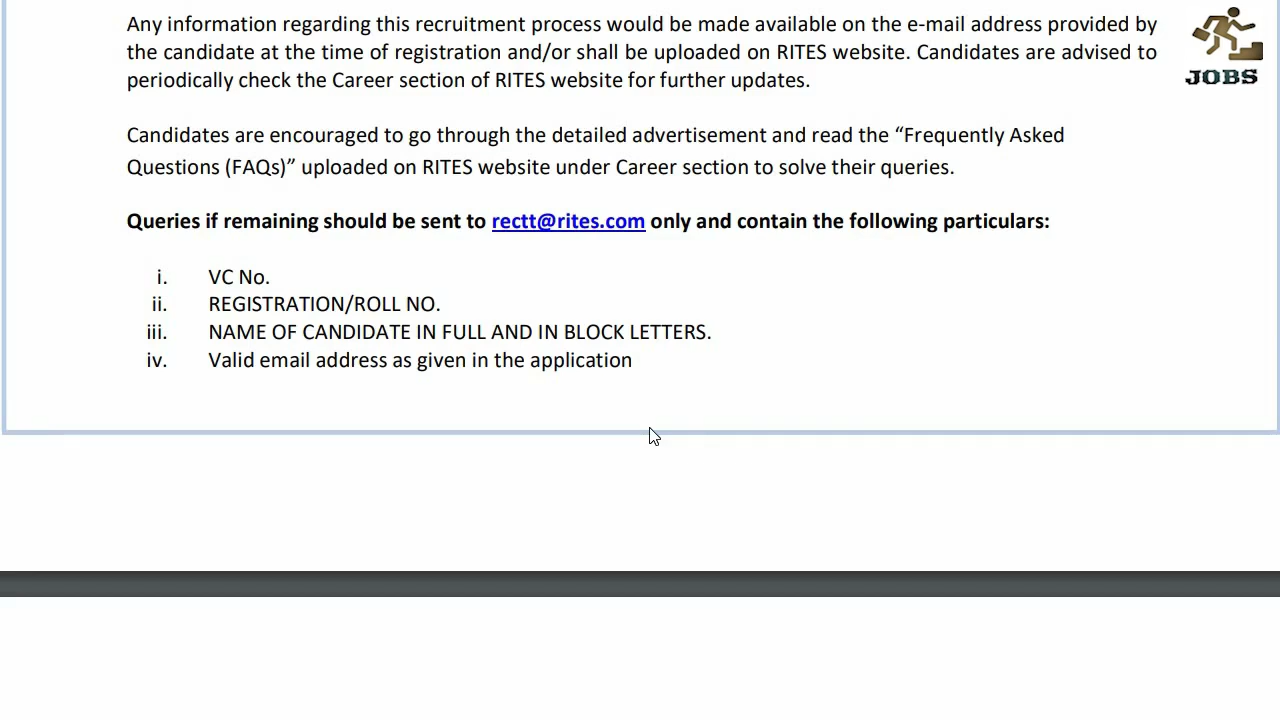 Any information regarding this recruitment process would be made available on the e-mail address provided by
the candidate at the time of registration and/or shall be uploaded on RITES website. Candidates are advised to
periodically check the Career section of RITES website for further updates.
JOBS
Candidates are encouraged to go through the detailed advertisement and read the “Frequently Asked
Questions (FAQs)” uploaded on RITES website under Career section to solve their queries.
Queries if remaining should be sent to rectt@rites.com only and contain the following particulars:
i. VC No.
ii. REGISTRATION/ROLL NO.
iii. NAME OF CANDIDATE IN FULL AND IN BLOCK LETTERS.
iv. Valid email address as given in the application